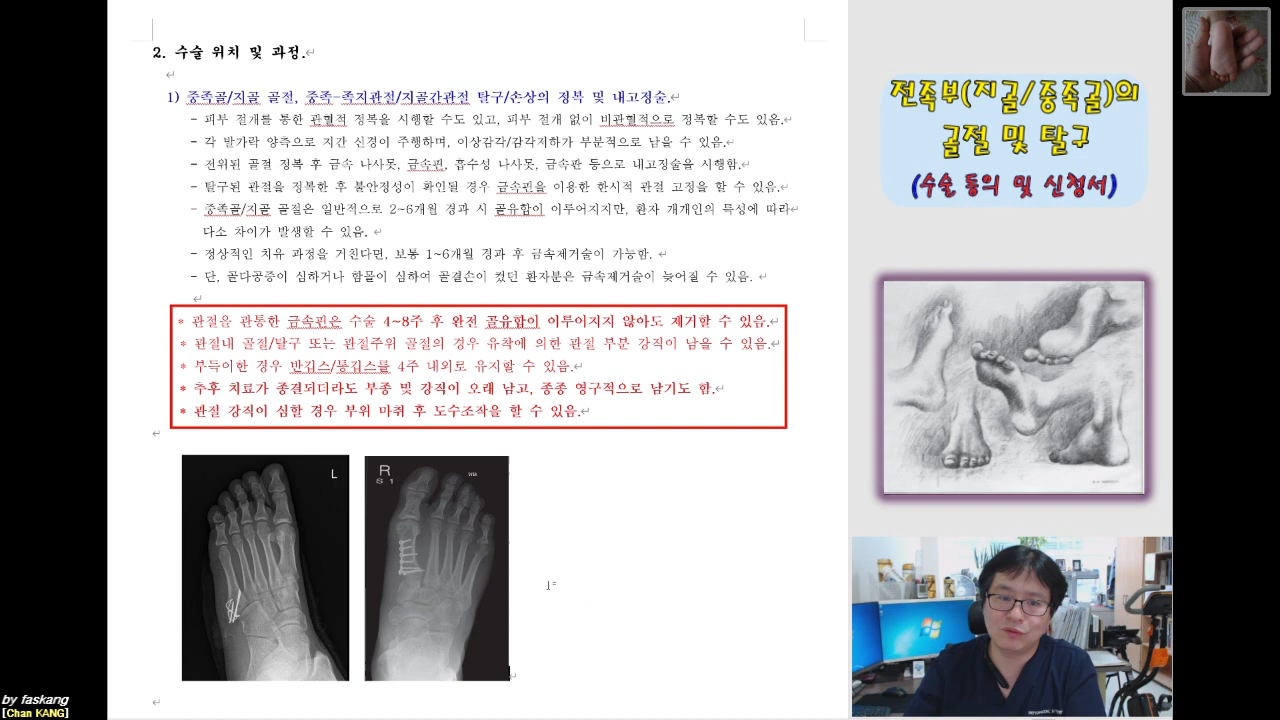 2. 수술 위치 및 과정.
1) 중족골/지골 골절, 중족-족지관절/지골간관절 탈구/손상의 정복 및 내고정술.
- 피부 절개를 통한 관혈적 정복을 시행할 수도 있고, 피부 절개 없이 비관혈적으로 정복할 수도 있음.
- 각 발가락 양측으로 지간 신경이 주행하며, 이상감각/감각저하가 부분적으로 남을 수 있음.
- 전위된 골절 정복 후 금속 나사못, 금속핀, 흡수성 나사못, 금속판 등으로 내고정술을 시행함.
- 탈구된 관절을 정복한 후 불안정성이 확인될 경우 금속핀을 이용한 한시적 관절 고정을 할 수 있음.
- 중족골/지골 골절은 일반적으로 2~6개월 경과 시 골유합이 이루어지지만, 환자 개개인의 특성에 따라
다소 차이가 발생할 수 있음.
- 정상적인 치유 과정을 거친다면, 보통 1~6개월 경과 후 금속제거술이 가능함.
- 단, 골다공증이 심하거나 함몰이 심하여 골결손이 컸던 환자분은 금속제거술이 늦어질 수 있음.
* 관절을 관통한 금속핀은 수술 4~8주 후 완전 골유합이 이루어지지 않아도 제거할 수 있음.
* 관절내 골절/탈구 또는 관절주위 골절의 경우 유착에 의한 관절 부분 강직이 남을 수 있음.
* 부득이한 경우 반깁스/통깁스를 4주 내외로 유지할 수 있음.
* 추후 치료가 종결되더라도 부종 및 강직이 오래 남고, 종종 영구적으로 남기도 함.
* 관절 강직이 심할 경우 부위 마취 후 도수조작을 할 수 있음.
L
R
S 1
전족부(지골/중족골)의
골절 및 탈구
(수술 동의 및 신청서)
by faskang
[Chan KANG]